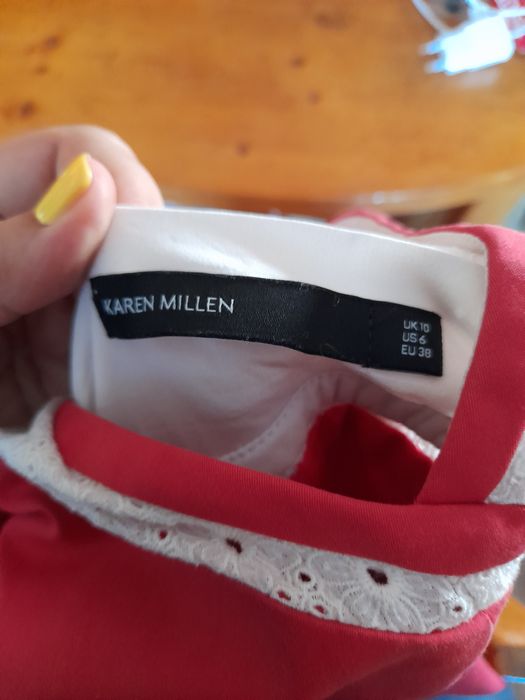 KAREN MILLEN
UK 10
US 6
EU 38